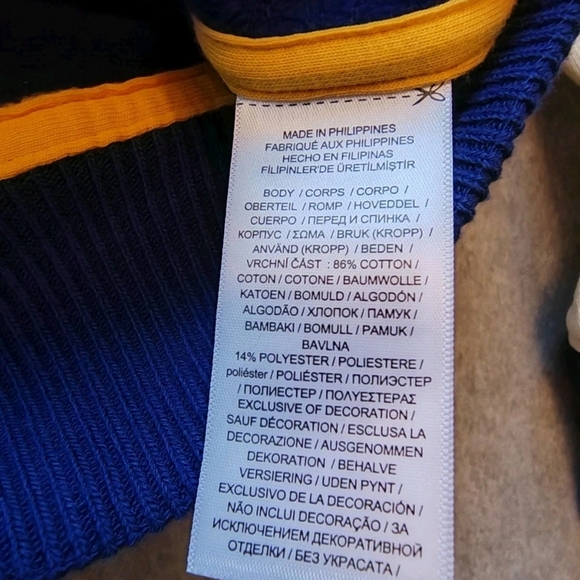 MADE IN PHILIPPINES
FABRIQUÉ AUX PHILIPPINES
HECHO EN FILIPINAS
FİLİPİNLER'DE ÜRETİLMİŞTİR
BODY / CORPS / CORPO /
OBERTEIL / ROMP / HOVEDDEL /
CUERPO / ПЕРЕД И СПИНКА /
КОРПУС / ΣΩΜΑ / BRUK (KROPP) /
ANVÄND (KROPP) / BEDEN /
VRCHNÍ ČÁST : 86% COTTON /
COTON / COTONE / BAUMWOLLE /
KATOEN / BOMULD / ALGODÓN /
ALGODÃO / ХЛОПОК / ПАМУК /
BAMBAKI / BOMULL / PAMUK /
BAVLNA
14% POLYESTER / POLIESTERE /
poliéster / POLIÉSTER / ПОЛИЭСТЕР
/ ПОЛИЕСТЕР / ΠΟΛΥΕΣΤΕΡΑΣ
EXCLUSIVE OF DECORATION /
SAUF DÉCORATION / ESCLUSA LA
DECORAZIONE / AUSGENOMMEN
DEKORATION / BEHALVE
VERSIERING / UDEN PYNT /
EXCLUSIVO DE LA DECORACIÓN /
NÃO INCLUI DECORAÇÃO / ЗА
ИСКЛЮЧЕНИЕМ ДЕКОРАТИВНОЙ
ОТДЕЛКИ / БЕЗ УКРАСАТА /